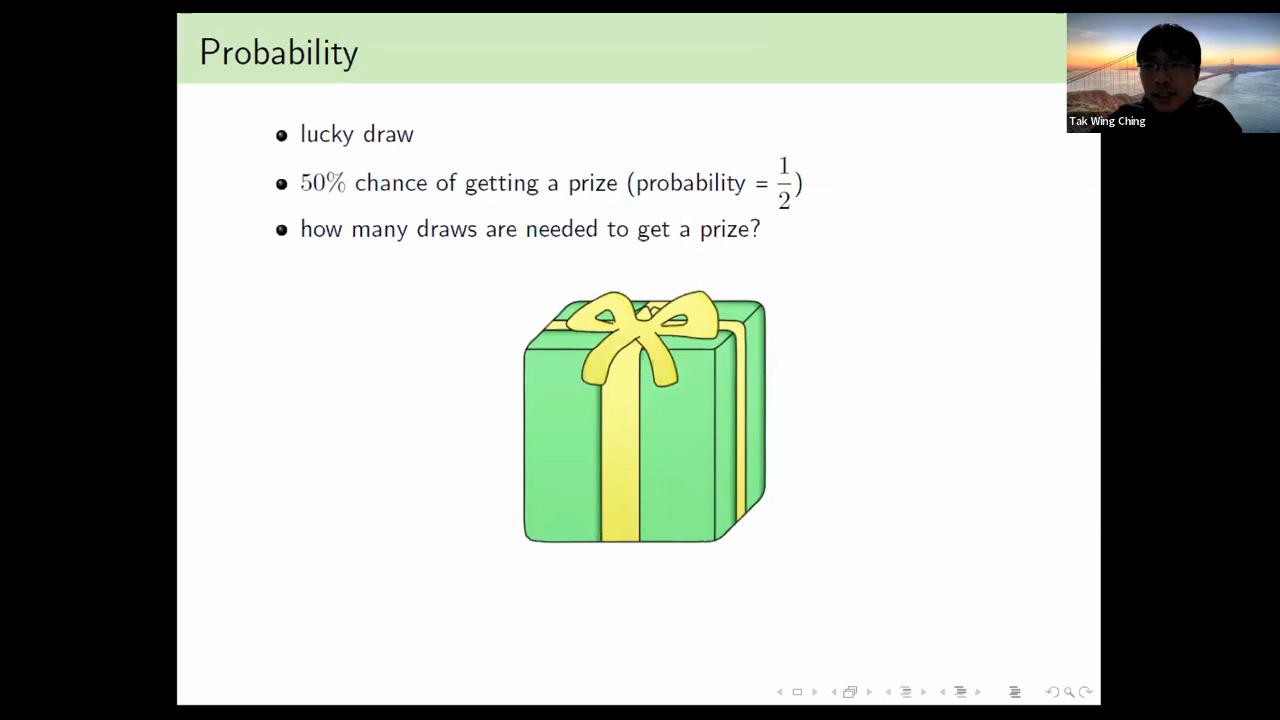 Probability
Tak Wing Ching
• lucky draw
• 50% chance of getting a prize (probability = 1/2)
• how many draws are needed to get a prize?